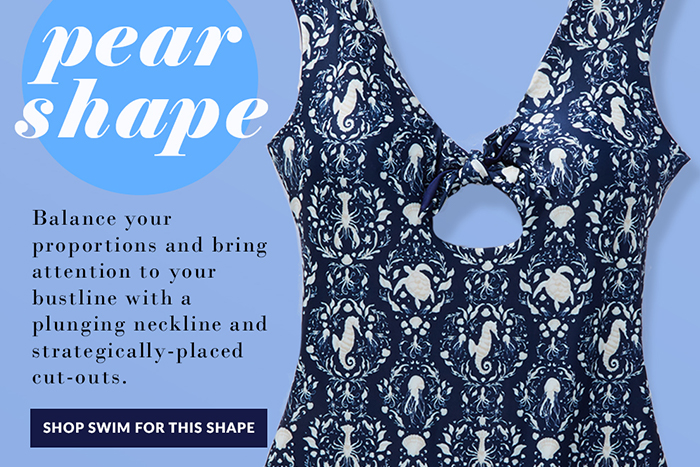 pear
shape
Balance your
proportions and bring
attention to your
bustline with a
plunging neckline and
strategically-placed
cut-outs.
SHOP SWIM FOR THIS SHAPE